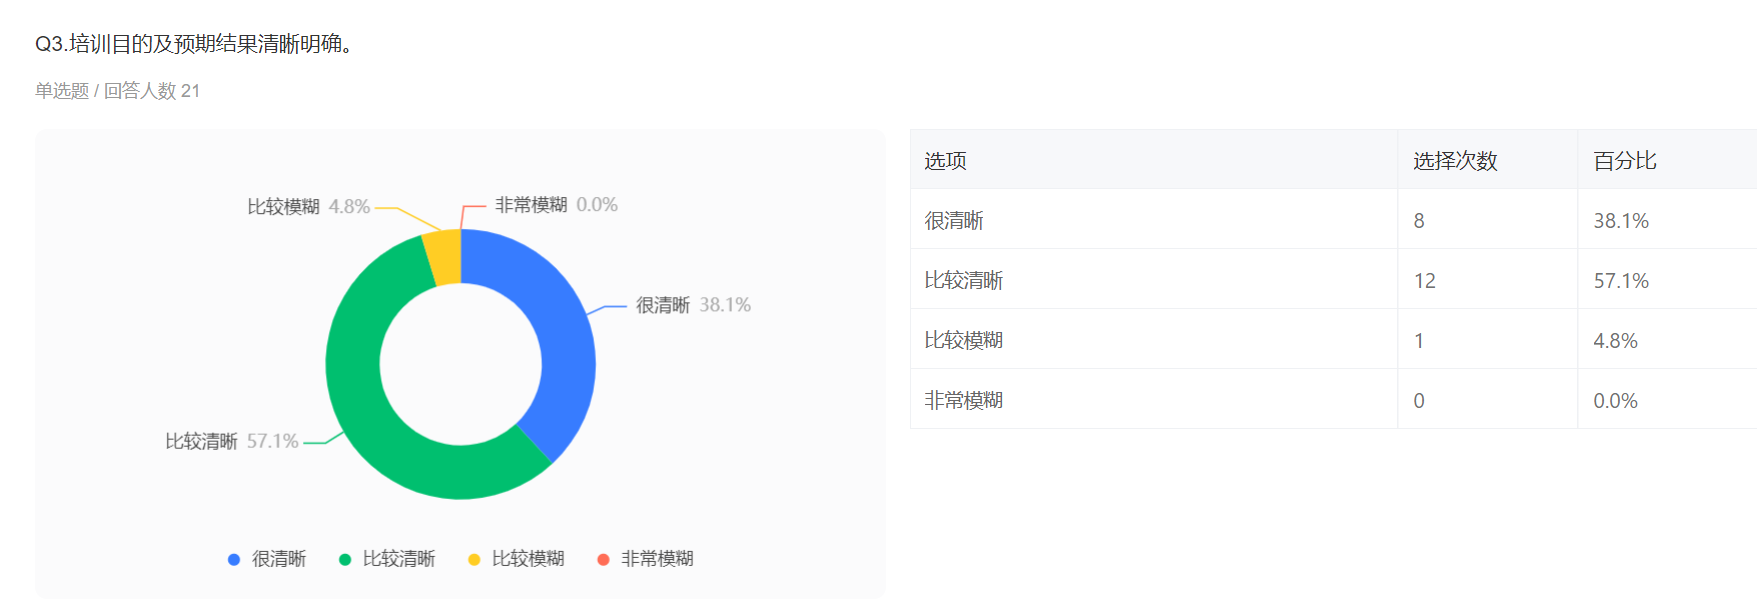 Q3.培训目的及预期结果清晰明确。
单选题 / 回答人数 21
比较模糊 4.8%
非常模糊 0.0%
很清晰 38.1%
比较清晰 57.1%
很清晰 比较清晰 比较模糊 非常模糊
选项 选择次数 百分比
很清晰 8 38.1%
比较清晰 12 57.1%
比较模糊 1 4.8%
非常模糊 0 0.0%